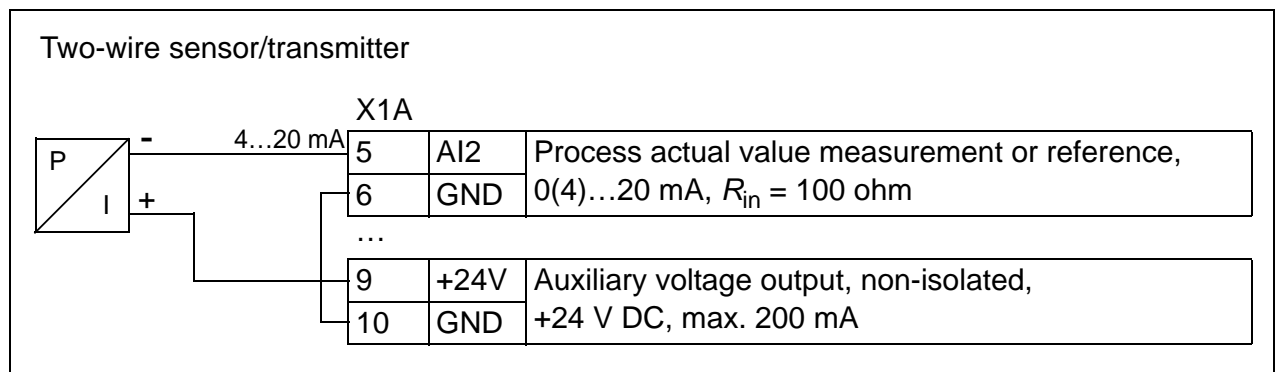 Two-wire sensor/transmitter
X1A
P
I
-
+
4…20 mA
5 AI2 Process actual value measurement or reference,
6 GND 0(4)…20 mA, Rin = 100 ohm
…
9 +24V Auxiliary voltage output, non-isolated,
10 GND +24 V DC, max. 200 mA